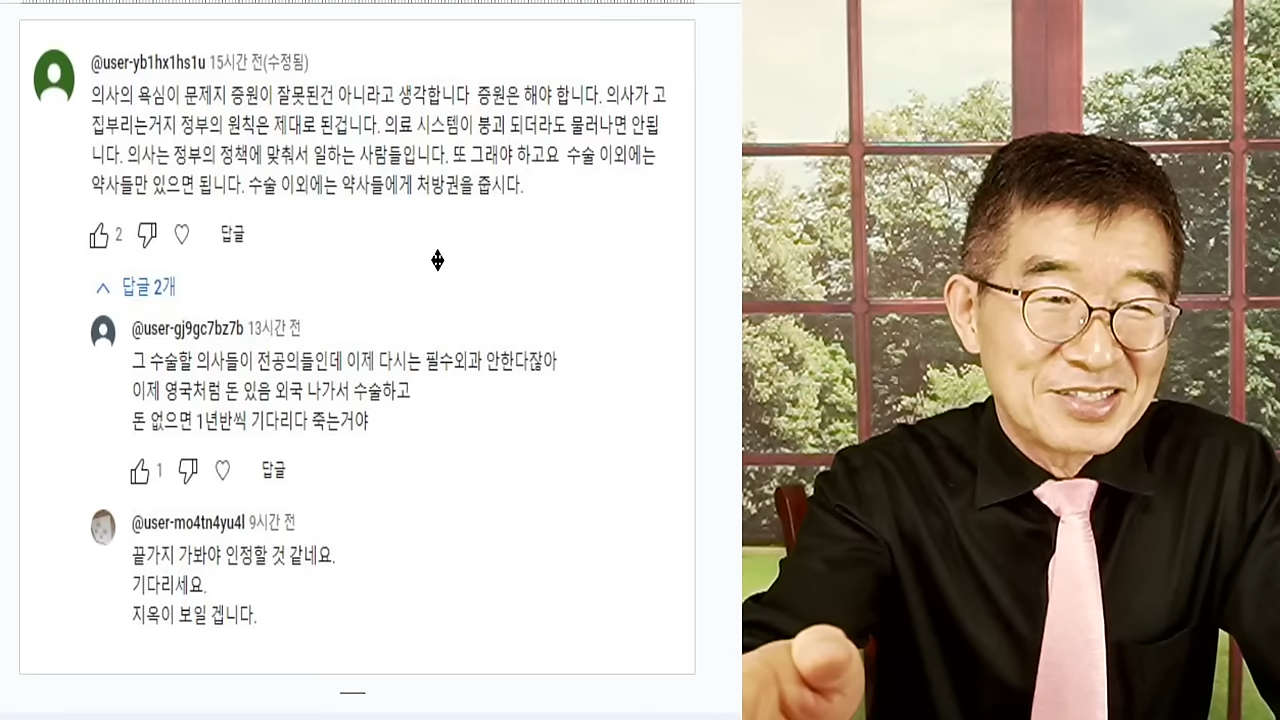 @user-yb1hx1hs1u 15시간 전(수정됨)
의사의 욕심이 문제지 증원이 잘못된건 아니라고 생각합니다 증원은 해야 합니다. 의사가 고
집부리는거지 정부의 원칙은 제대로 된겁니다. 의료 시스템이 붕괴 되더라도 물러나면 안됩
니다. 의사는 정부의 정책에 맞춰서 일하는 사람들입니다. 또 그래야 하고요 수술 이외에는
약사들만 있으면 됩니다. 수술 이외에는 약사들에게 처방권을 줍시다.
2 답글
답글 2개
@user-gj9gc7bz7b 13시간 전
그 수술할 의사들이 전공의들인데 이제 다시는 필수외과 안한다잖아
이제 영국처럼 돈 있음 외국 나가서 수술하고
돈 없으면 1년반씩 기다리다 죽는거야
1 답글
@user-mo4tn4yu4l 9시간 전
끝가지 가봐야 인정할 것 같네요.
기다리세요.
지옥이 보일 겝니다.